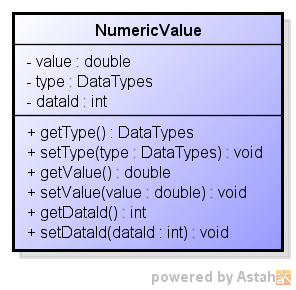 NumericValue
- value : double
- type : DataTypes
- dataId : int
+ getType() : DataTypes
+ setType(type : DataTypes) : void
+ getValue() : double
+ setValue(value : double) : void
+ getDataId() : int
+ setDataId(dataId : int) : void
powered by Astah